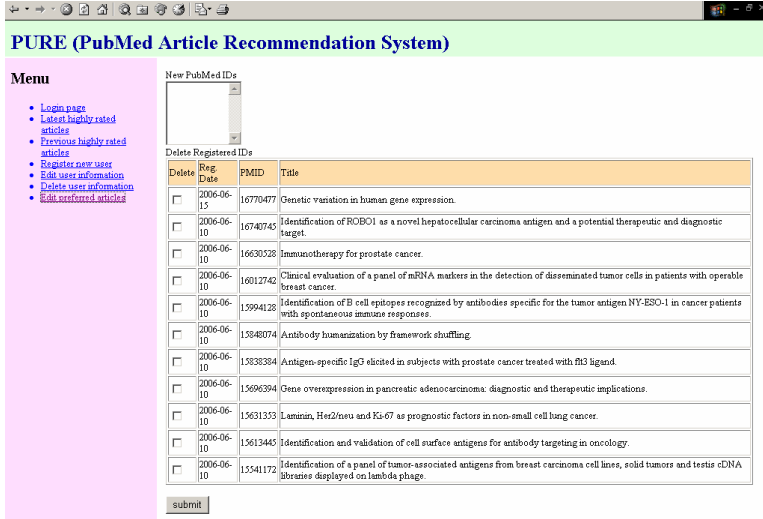 PURE (PubMed Article Recommendation System)
Menu
Login page
Latest highly rated
articles
Previous highly rated
articles
Register new user
Edit user information
Delete user information
Edit preferred articles
New PubMed IDs
Delete Registered IDs
Delete Reg. Date PMID Title
2006-06-15 16770477 Genetic variation in human gene expression.
2006-06-10 16740745 Identification of ROBO1 as a novel hepatocellular carcinoma antigen and a potential therapeutic and diagnostic
target.
2006-06-10 16630528 Immunotherapy for prostate cancer.
2006-06-10 16012742 Clinical evaluation of a panel of mRNA markers in the detection of disseminated tumor cells in patients with operable
breast cancer.
2006-06-10 15994128 Identification of B cell epitopes recognized by antibodies specific for the tumor antigen NY-ESO-1 in cancer patients
with spontaneous immune responses.
2006-06-10 15848074 Antibody humanization by framework shuffling.
2006-06-10 15838384 Antigen-specific IgG elicited in subjects with prostate cancer treated with flt3 ligand.
2006-06-10 15696394 Gene overexpression in pancreatic adenocarcinoma: diagnostic and therapeutic implications.
2006-06-10 15631353 Laminin, Her2/neu and Ki-67 as prognostic factors in non-small cell lung cancer.
2006-06-10 15613445 Identification and validation of cell surface antigens for antibody targeting in oncology.
2006-06-10 15541172 Identification of a panel of tumor-associated antigens from breast carcinoma cell lines, solid tumors and testis cDNA
libraries displayed on lambda phage.
submit